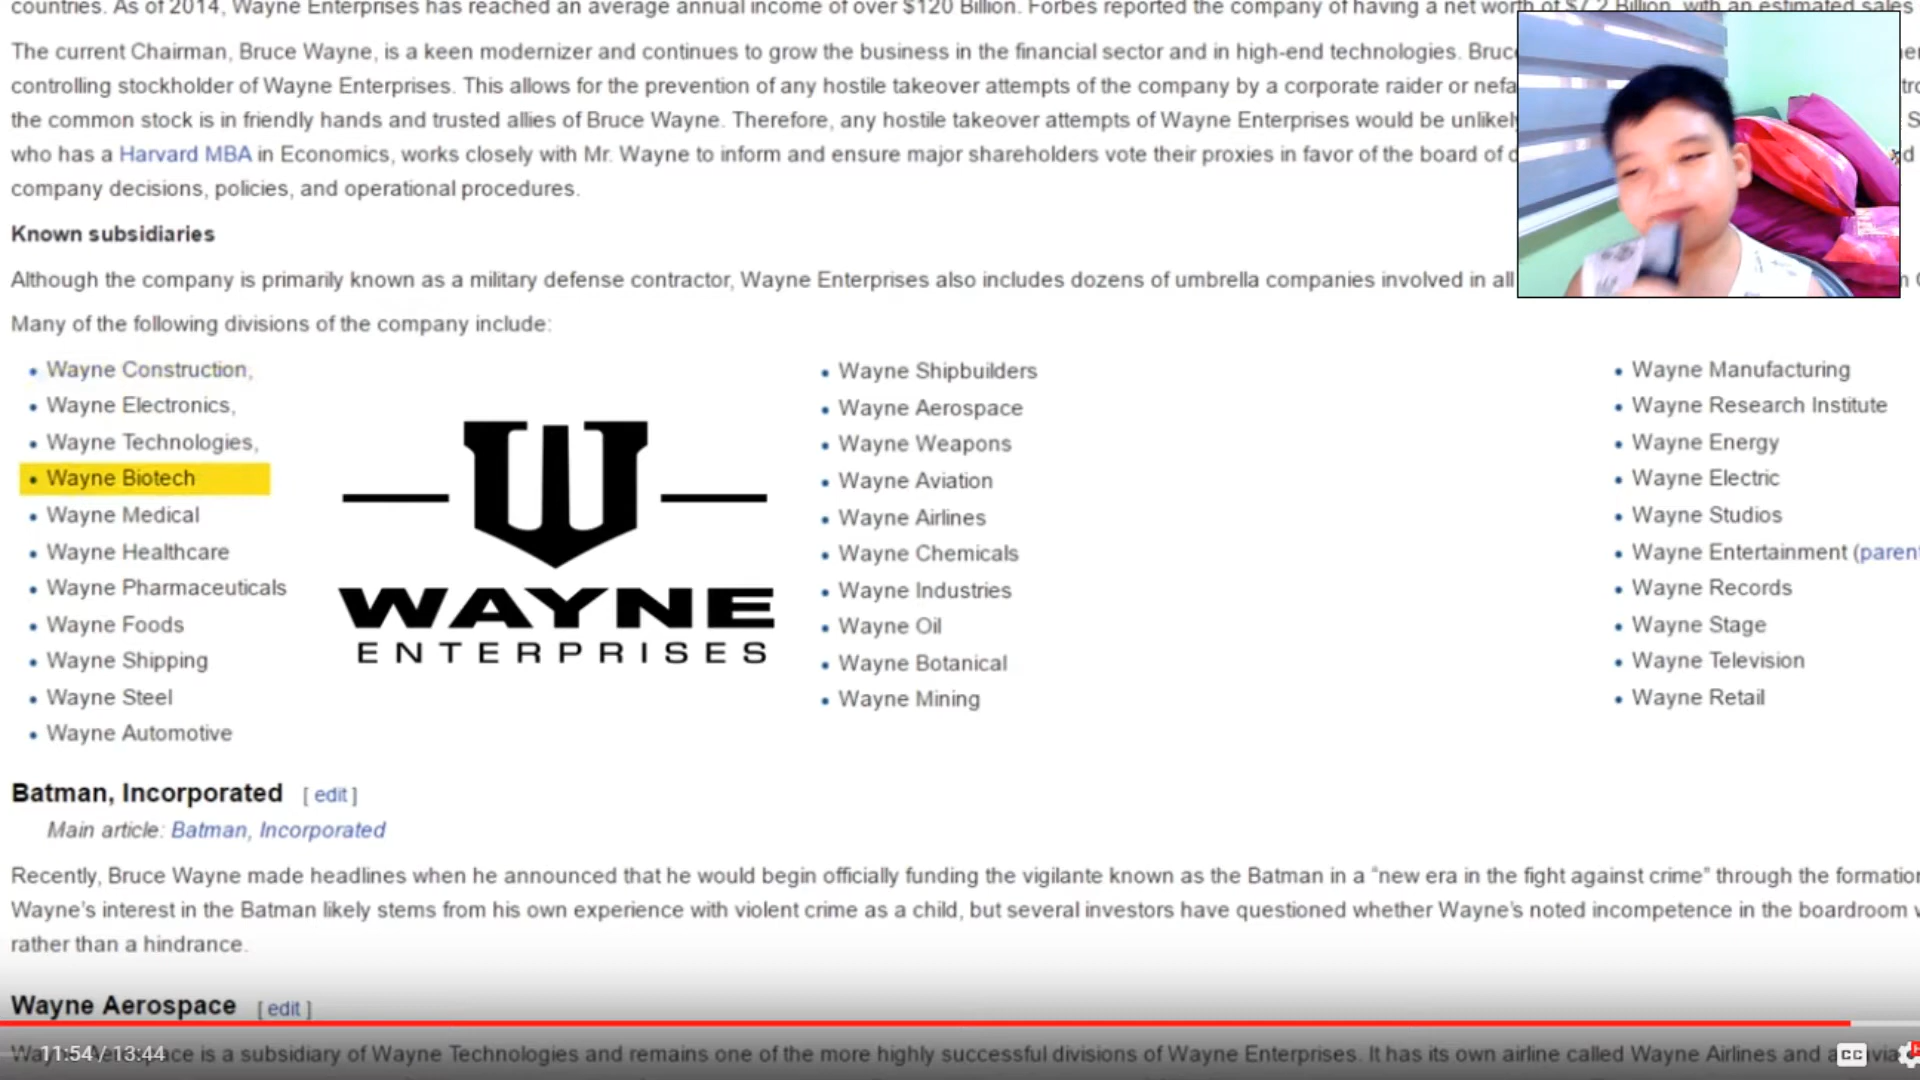 countries. As of 2014, Wayne Enterprises has reached an average annual income of over $120 Billion. Forbes reported the company of having a net worth of $7.2 Billion, with an estimated sales
The current Chairman, Bruce Wayne, is a keen modernizer and continues to grow the business in the financial sector and in high-end technologies. Bruce
controlling stockholder of Wayne Enterprises. This allows for the prevention of any hostile takeover attempts of the company by a corporate raider or nefa
the common stock is in friendly hands and trusted allies of Bruce Wayne. Therefore, any hostile takeover attempts of Wayne Enterprises would be unlikely
who has a Harvard MBA in Economics, works closely with Mr. Wayne to inform and ensure major shareholders vote their proxies in favor of the board of d
company decisions, policies, and operational procedures.
Known subsidiaries
Although the company is primarily known as a military defense contractor, Wayne Enterprises also includes dozens of umbrella companies involved in all
Many of the following divisions of the company include:
Wayne Construction,
Wayne Electronics,
Wayne Technologies,
Wayne Biotech
Wayne Medical
Wayne Healthcare
Wayne Pharmaceuticals
Wayne Foods
Wayne Shipping
Wayne Steel
Wayne Automotive
WAYNE
ENTERPRISES
Wayne Shipbuilders
Wayne Aerospace
Wayne Weapons
Wayne Aviation
Wayne Airlines
Wayne Chemicals
Wayne Industries
Wayne Oil
Wayne Botanical
Wayne Mining
Wayne Manufacturing
Wayne Research Institute
Wayne Energy
Wayne Electric
Wayne Studios
Wayne Entertainment (paren
Wayne Records
Wayne Stage
Wayne Television
Wayne Retail
Batman, Incorporated [ edit ]
Main article: Batman, Incorporated
Recently, Bruce Wayne made headlines when he announced that he would begin officially funding the vigilante known as the Batman in a "new era in the fight against crime" through the formation
Wayne's interest in the Batman likely stems from his own experience with violent crime as a child, but several investors have questioned whether Wayne's noted incompetence in the boardroom
rather than a hindrance.
Wayne Aerospace [ edit ]
11:54 / 13:44
is a subsidiary of Wayne Technologies and remains one of the more highly successful divisions of Wayne Enterprises. It has its own airline called Wayne Airlines and a
CC